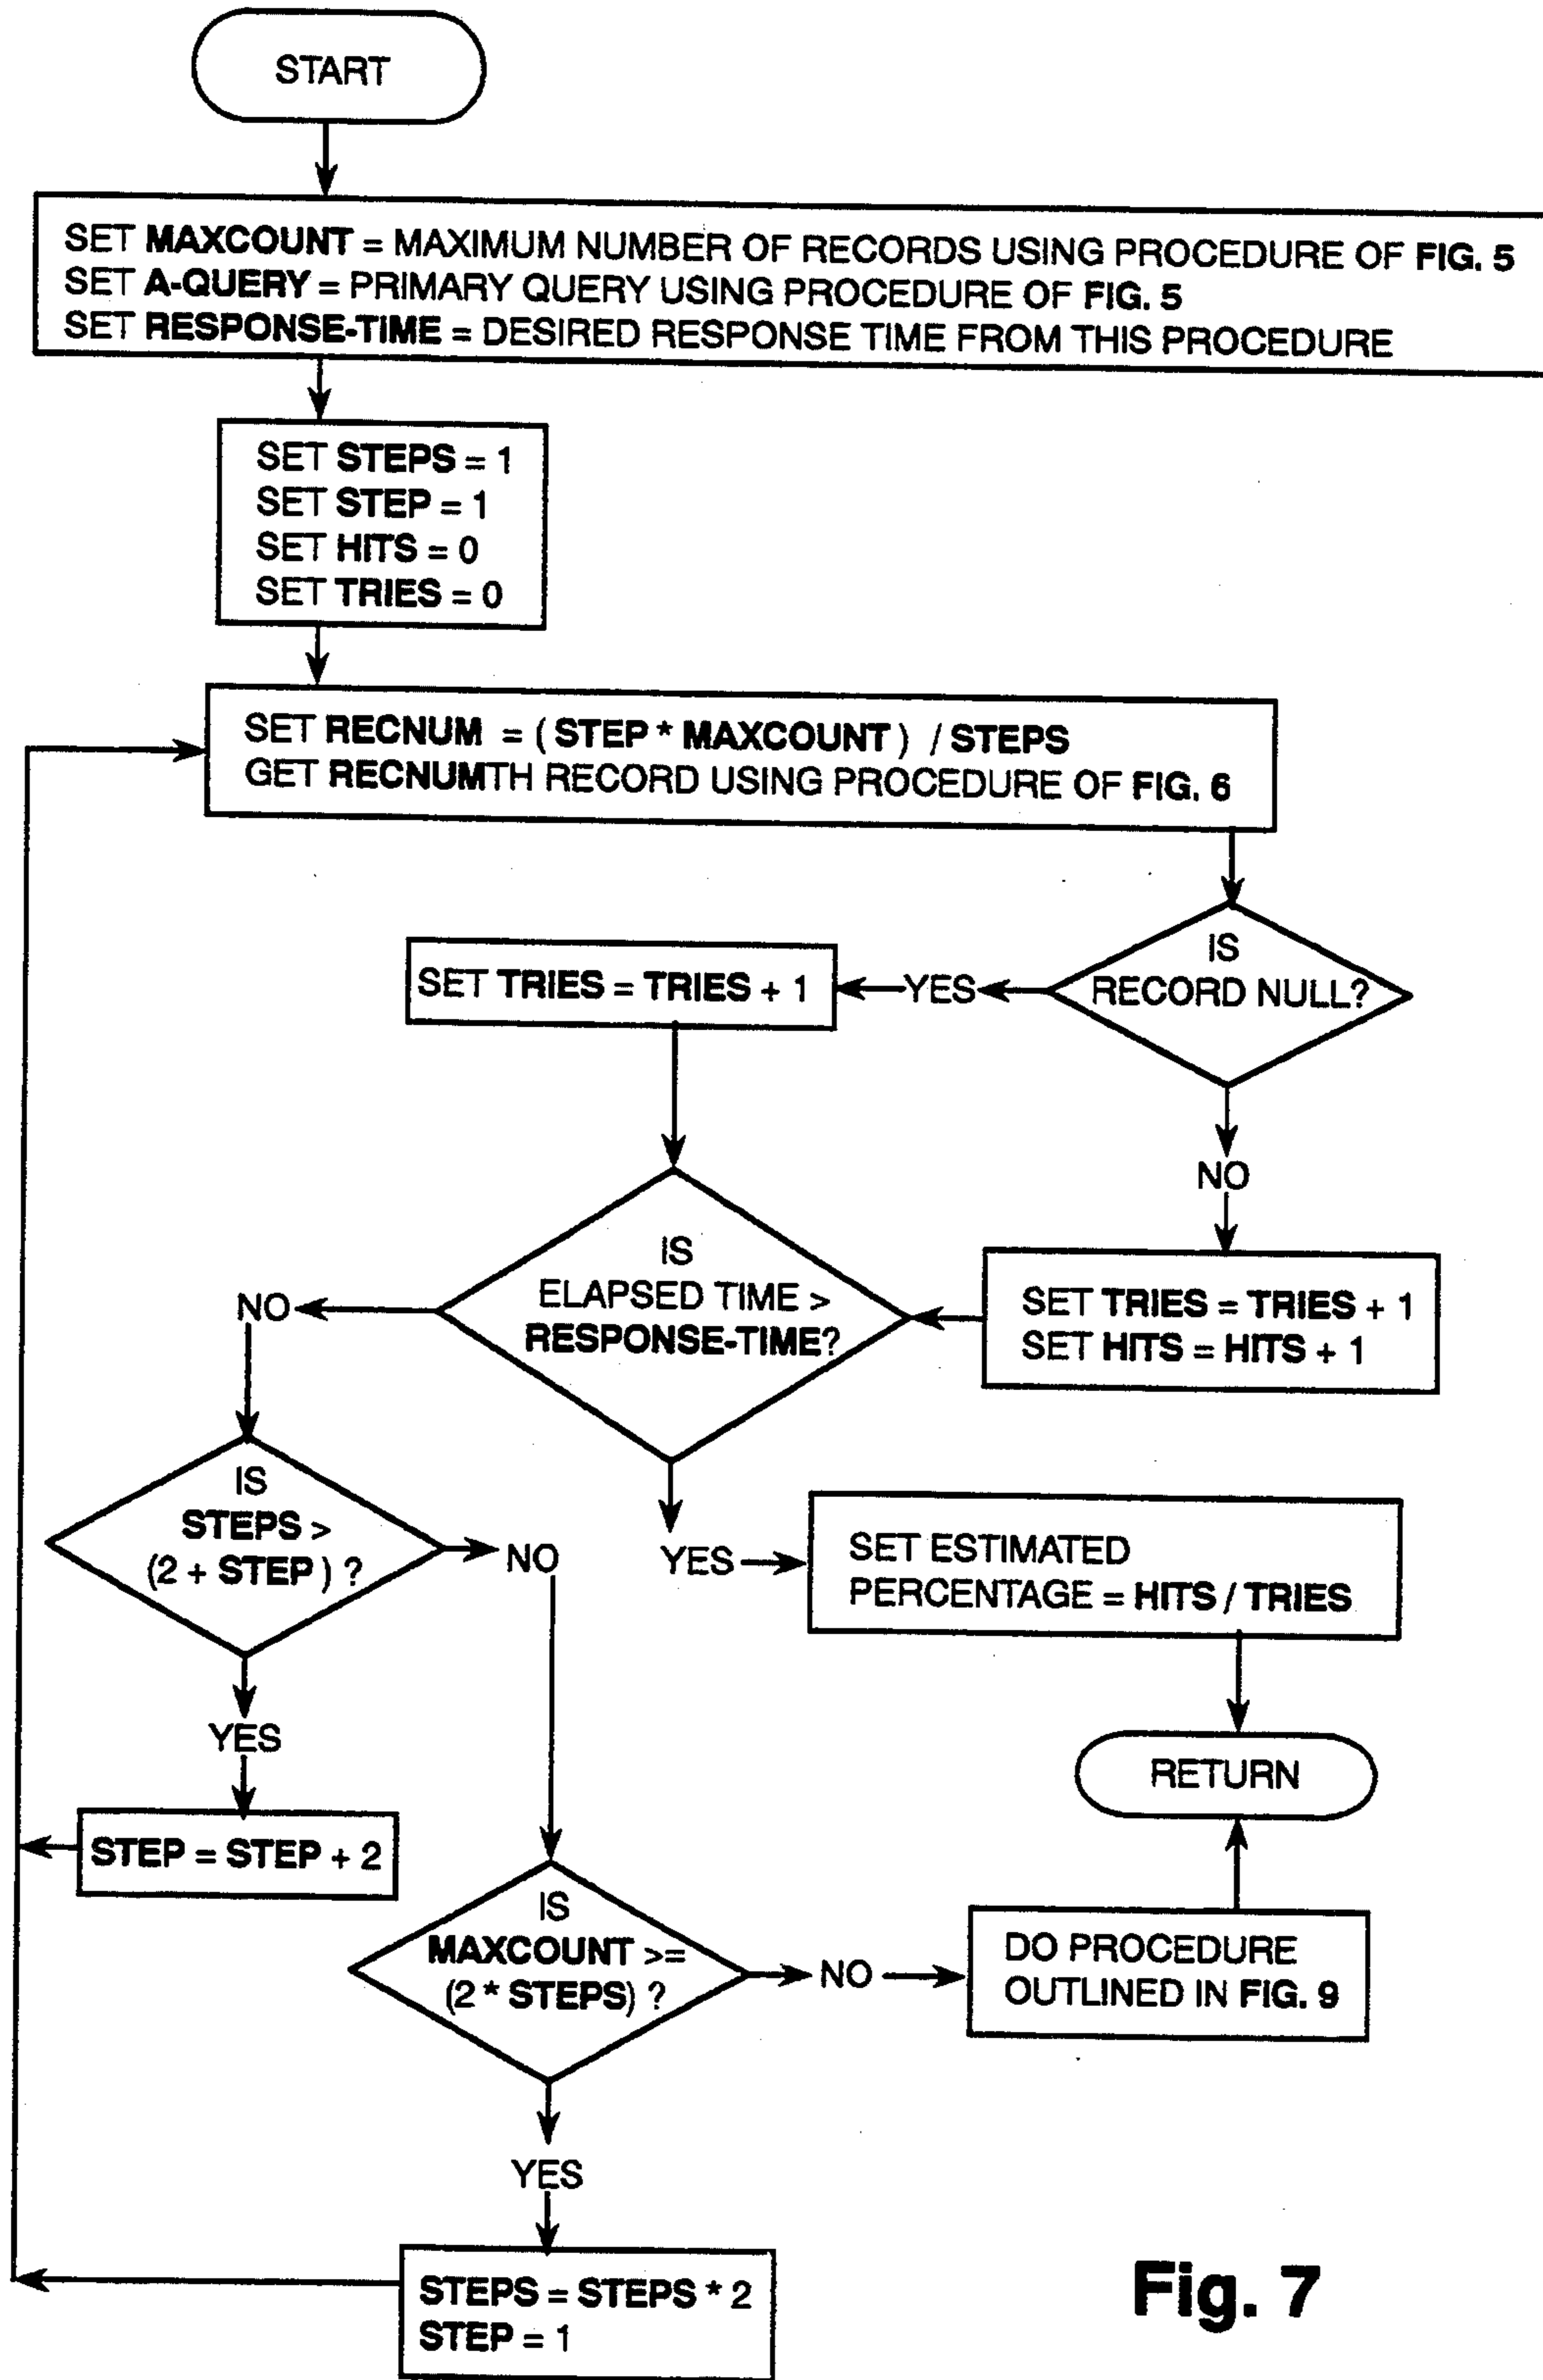 START
SET MAXCOUNT = MAXIMUM NUMBER OF RECORDS USING PROCEDURE OF FIG. 5
SET A-QUERY = PRIMARY QUERY USING PROCEDURE OF FIG. 5
SET RESPONSE-TIME = DESIRED RESPONSE TIME FROM THIS PROCEDURE
SET STEPS = 1
SET STEP = 1
SET HITS = 0
SET TRIES = 0
SET RECNUM = ( STEP * MAXCOUNT ) / STEPS
GET RECNUMTH RECORD USING PROCEDURE OF FIG. 6
IS
RECORD NULL?
YES
SET TRIES = TRIES + 1
NO
SET TRIES = TRIES + 1
SET HITS = HITS + 1
IS
ELAPSED TIME >
RESPONSE-TIME?
NO
IS
STEPS >
(2 + STEP ) ?
NO
YES
SET ESTIMATED
PERCENTAGE = HITS / TRIES
YES
STEP = STEP + 2
RETURN
IS
MAXCOUNT >=
(2 * STEPS) ?
NO
DO PROCEDURE
OUTLINED IN FIG. 9
YES
STEPS = STEPS * 2
STEP = 1
Fig. 7